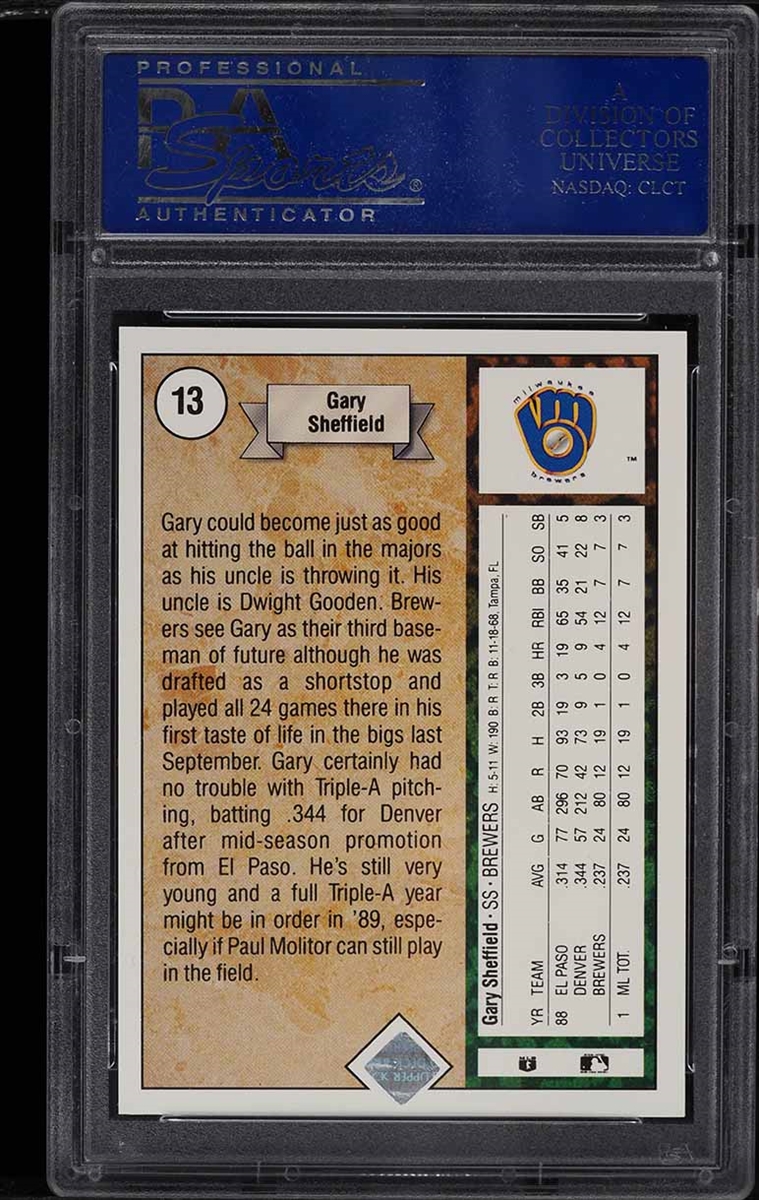 PROFESSIONAL
PSA
Sports®
AUTHENTICATOR
A
DIVISION OF
COLLECTORS
UNIVERSE
NASDAQ: CLCT
13
Gary
Sheffield
milwaukee
brewers
TM
Gary could become just as good
at hitting the ball in the majors
as his uncle is throwing it. His
uncle is Dwight Gooden. Brew-
ers see Gary as their third base-
man of future although he was
drafted as a shortstop and
played all 24 games there in his
first taste of life in the bigs last
September. Gary certainly had
no trouble with Triple-A pitch-
ing, batting .344 for Denver
after mid-season promotion
from El Paso. He's still very
young and a full Triple-A year
might be in order in '89, espe-
cially if Paul Molitor can still play
in the field.
Gary Sheffield · SS · BREWERS H: 5-11 W: 190 B: R T: R B: 11-18-68, Tampa, FL
YR TEAM AVG G AB R H 2B 3B HR RBI BB SO SB
88 EL PASO .314 77 296 70 93 19 3 19 65 35 41 5
DENVER .344 57 212 42 73 9 5 9 54 21 22 8
BREWERS .237 24 80 12 19 1 0 4 12 7 7 3
1 ML TOT. .237 24 80 12 19 1 0 4 12 7 7 3
UPPER
DECK